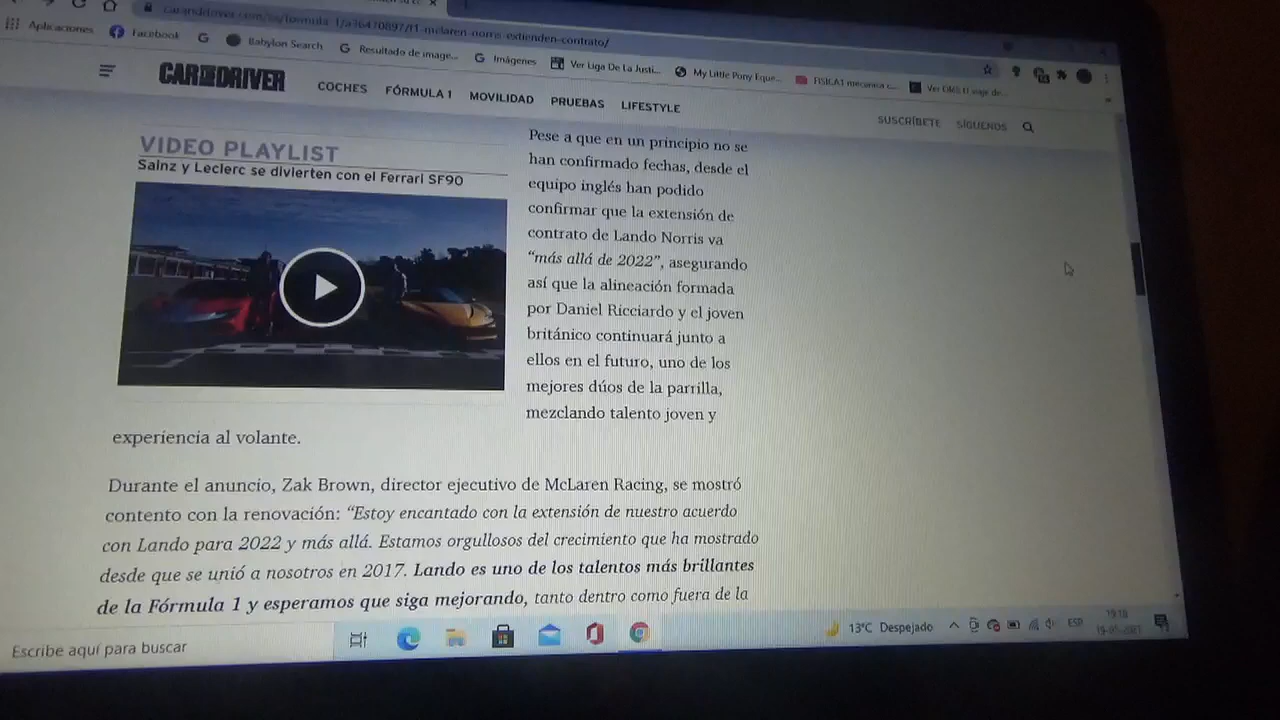 caranddriver.com/es/formula-1/a36470897/f1-mclaren-norris-extienden-contrato/
Aplicaciones
Facebook
Babylon Search
Resultado de image...
Imágenes
Ver Liga De La Justi...
My Little Pony Eque...
FISICA1 mecanica c...
CAR AND DRIVER
COCHES
FÓRMULA 1
MOVILIDAD
PRUEBAS
LIFESTYLE
SUSCRÍBETE
SÍGUENOS
VIDEO PLAYLIST
Sainz y Leclerc se divierten con el Ferrari SF90
Pese a que en un principio no se
han confirmado fechas, desde el
equipo inglés han podido
confirmar que la extensión de
contrato de Lando Norris va
“más allá de 2022”, asegurando
así que la alineación formada
por Daniel Ricciardo y el joven
británico continuará junto a
ellos en el futuro, uno de los
mejores dúos de la parrilla,
mezclando talento joven y
experiencia al volante.
Durante el anuncio, Zak Brown, director ejecutivo de McLaren Racing, se mostró
contento con la renovación: “Estoy encantado con la extensión de nuestro acuerdo
con Lando para 2022 y más allá. Estamos orgullosos del crecimiento que ha mostrado
desde que se unió a nosotros en 2017. Lando es uno de los talentos más brillantes
de la Fórmula 1 y esperamos que siga mejorando, tanto dentro como fuera de la
Escribe aquí para buscar
13°C Despejado
ESP
19:18
19-05-2021